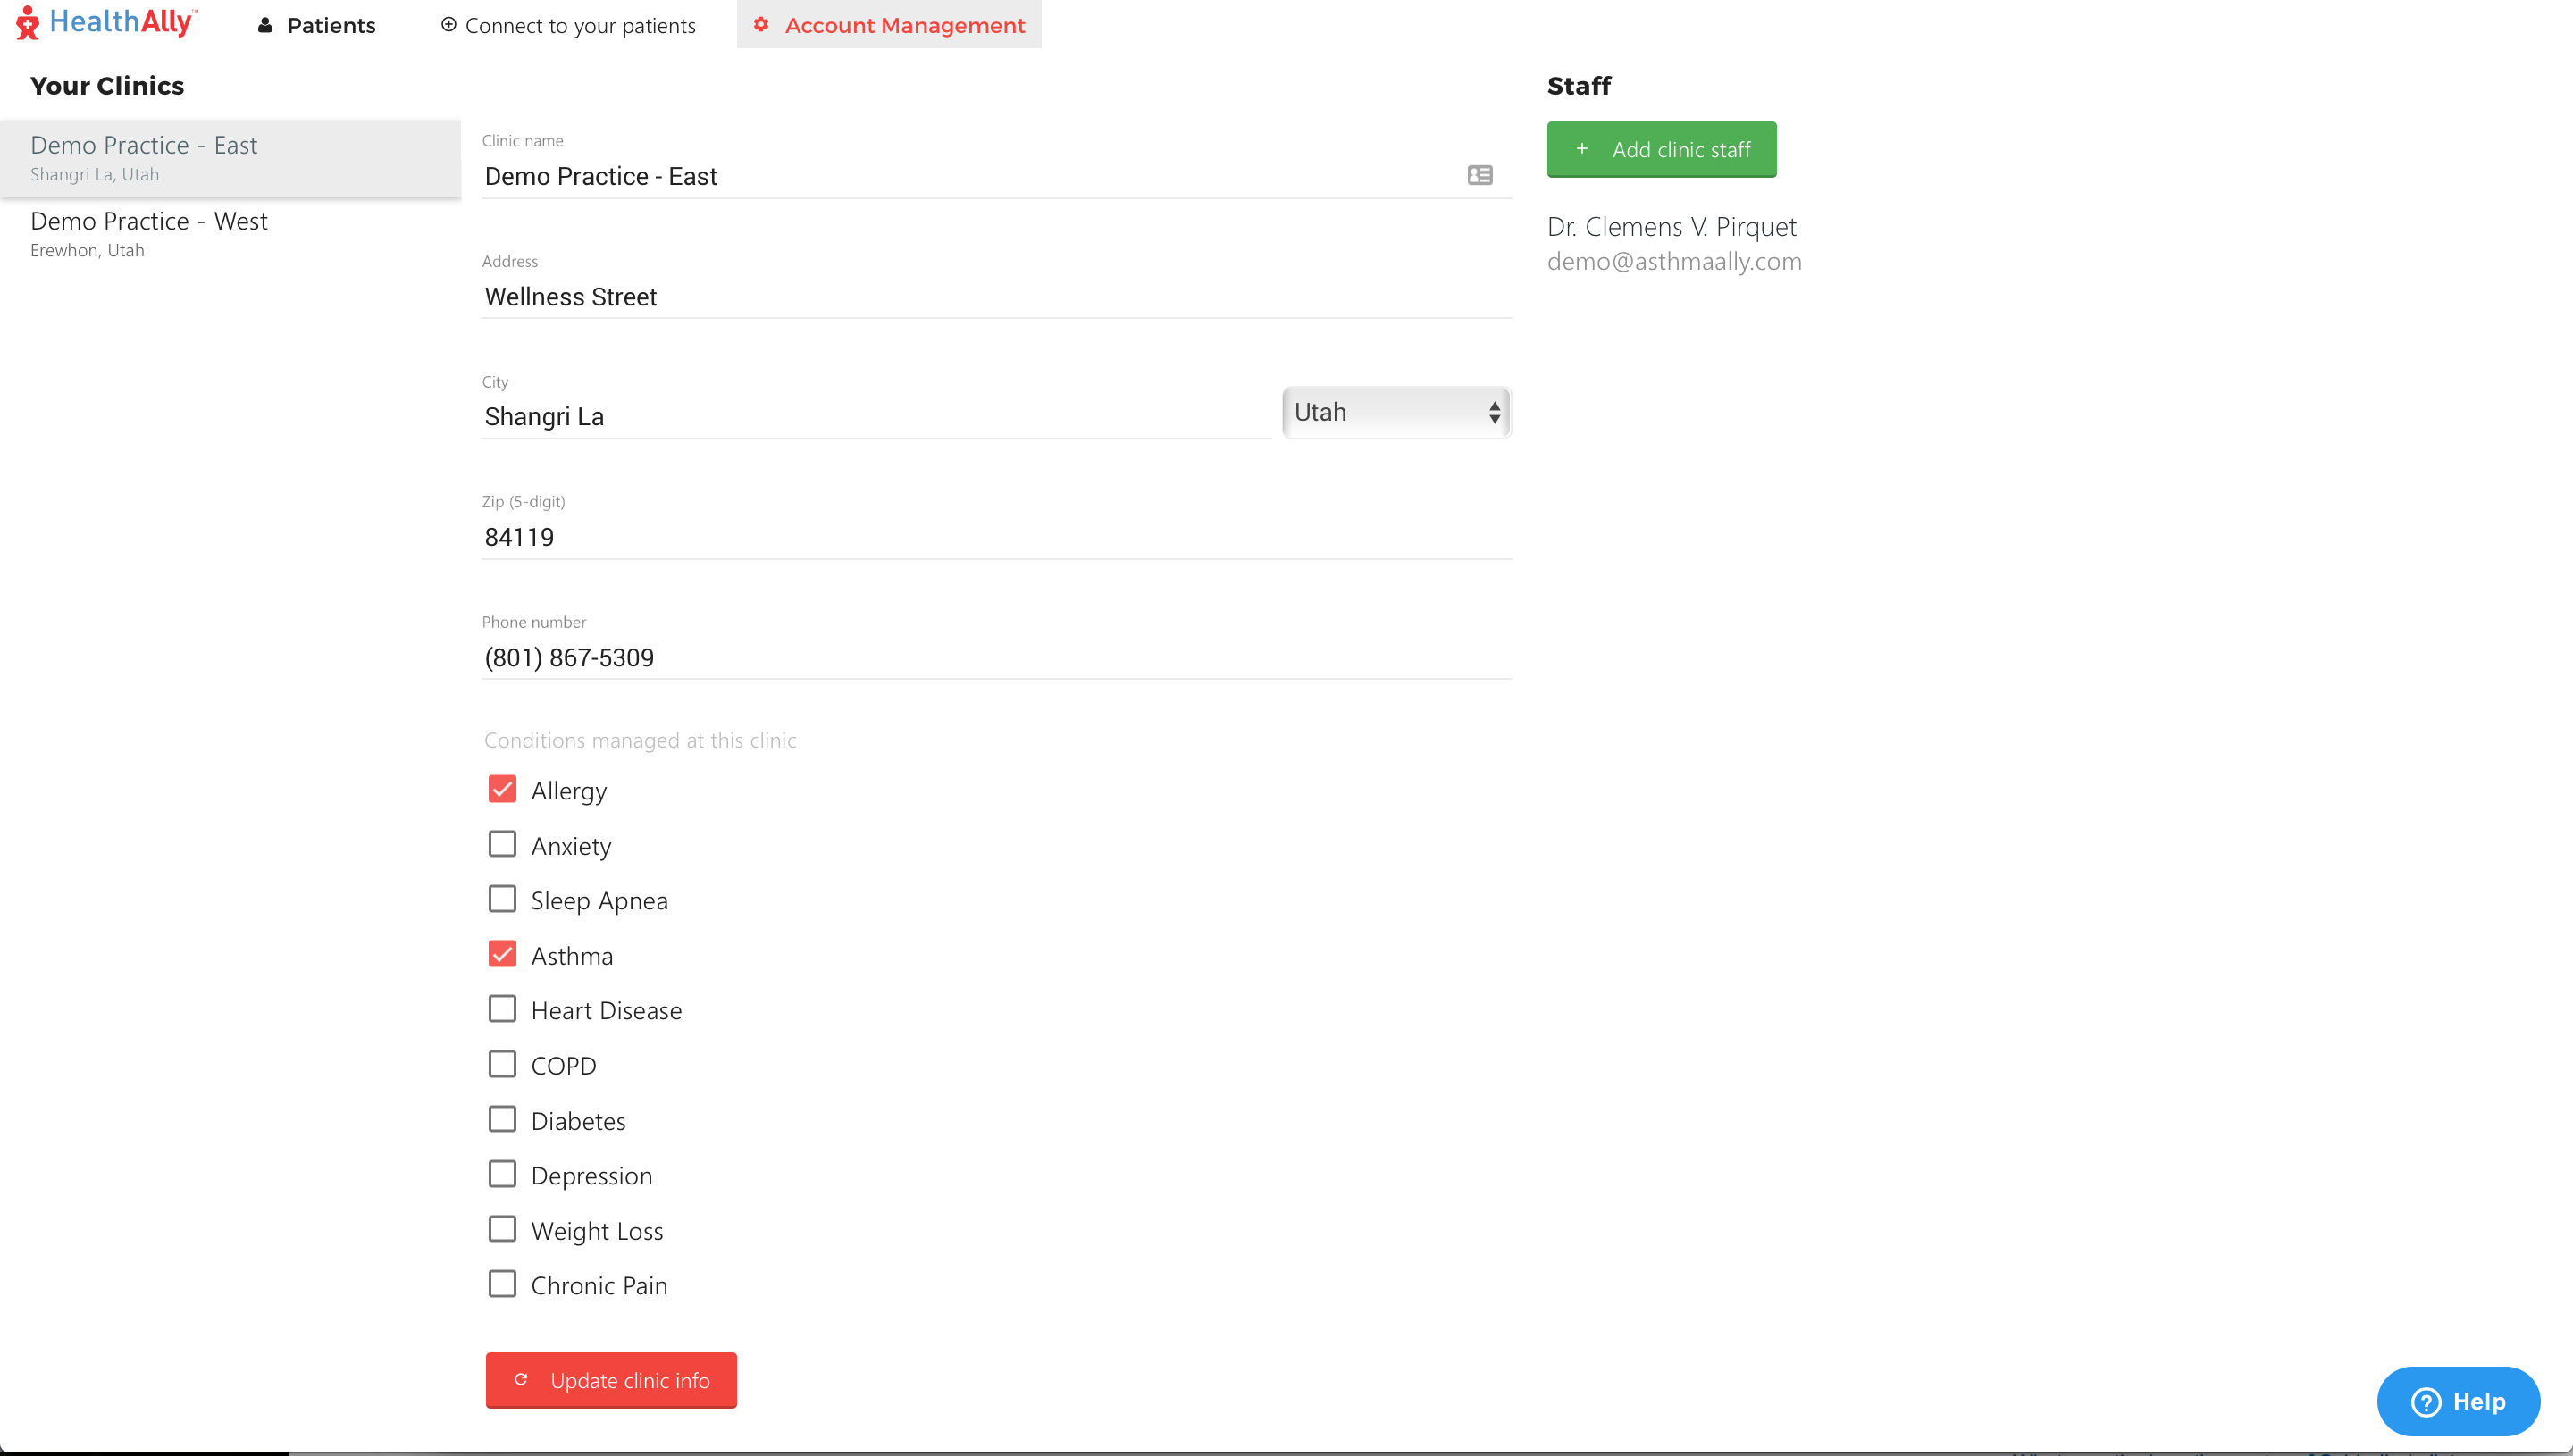 HealthAlly™
Patients
Connect to your patients
Account Management
Your Clinics
Demo Practice - East
Shangri La, Utah
Demo Practice - West
Erewhon, Utah
Clinic name
Demo Practice - East
Address
Wellness Street
City
Shangri La
Utah
Zip (5-digit)
84119
Phone number
(801) 867-5309
Conditions managed at this clinic
Allergy
Anxiety
Sleep Apnea
Asthma
Heart Disease
COPD
Diabetes
Depression
Weight Loss
Chronic Pain
Update clinic info
Staff
+ Add clinic staff
Dr. Clemens V. Pirquet
demo@asthmaally.com
? Help